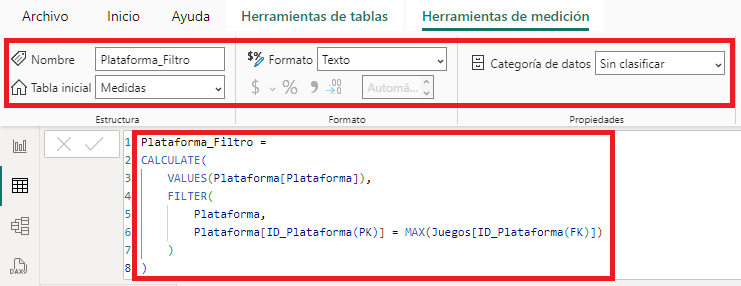 Archivo Inicio Ayuda Herramientas de tablas Herramientas de medición
Nombre Plataforma_Filtro $% Formato Texto Categoría de datos Sin clasificar
Tabla inicial Medidas $ % Automá...
Estructura Formato Propiedades
1 Plataforma_Filtro =
2 CALCULATE(
3 VALUES(Plataforma[Plataforma]),
4 FILTER(
5 Plataforma,
6 Plataforma[ID_Plataforma(PK)] = MAX(Juegos[ID_Plataforma(FK)])
7 )
8 )
DAX